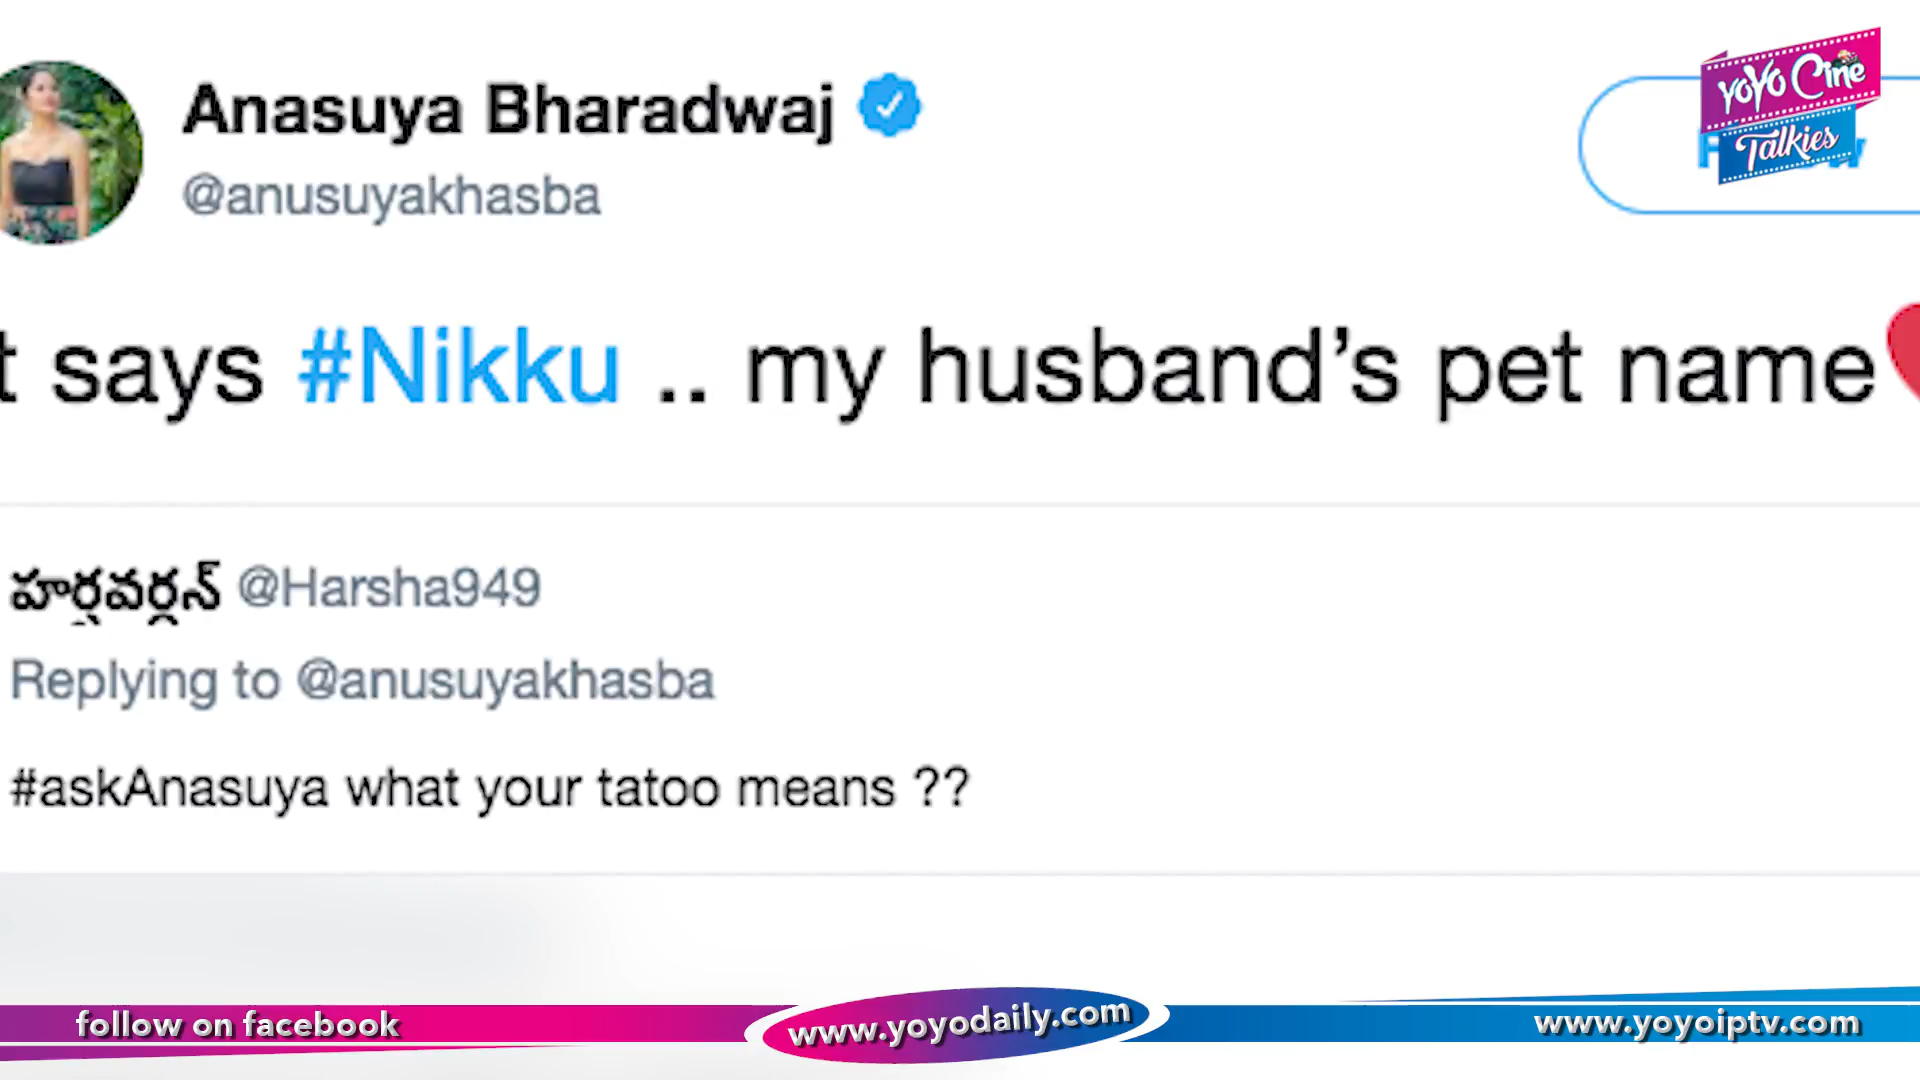 Anasuya Bharadwaj
@anusuyakhasba
YOYO Cine
Talkies
t says #Nikku .. my husband’s pet name
హర్షవర్ధన్ @Harsha949
Replying to @anusuyakhasba
#askAnasuya what your tatoo means ??
follow on facebook
www.yoyodaily.com
www.yoyoiptv.com